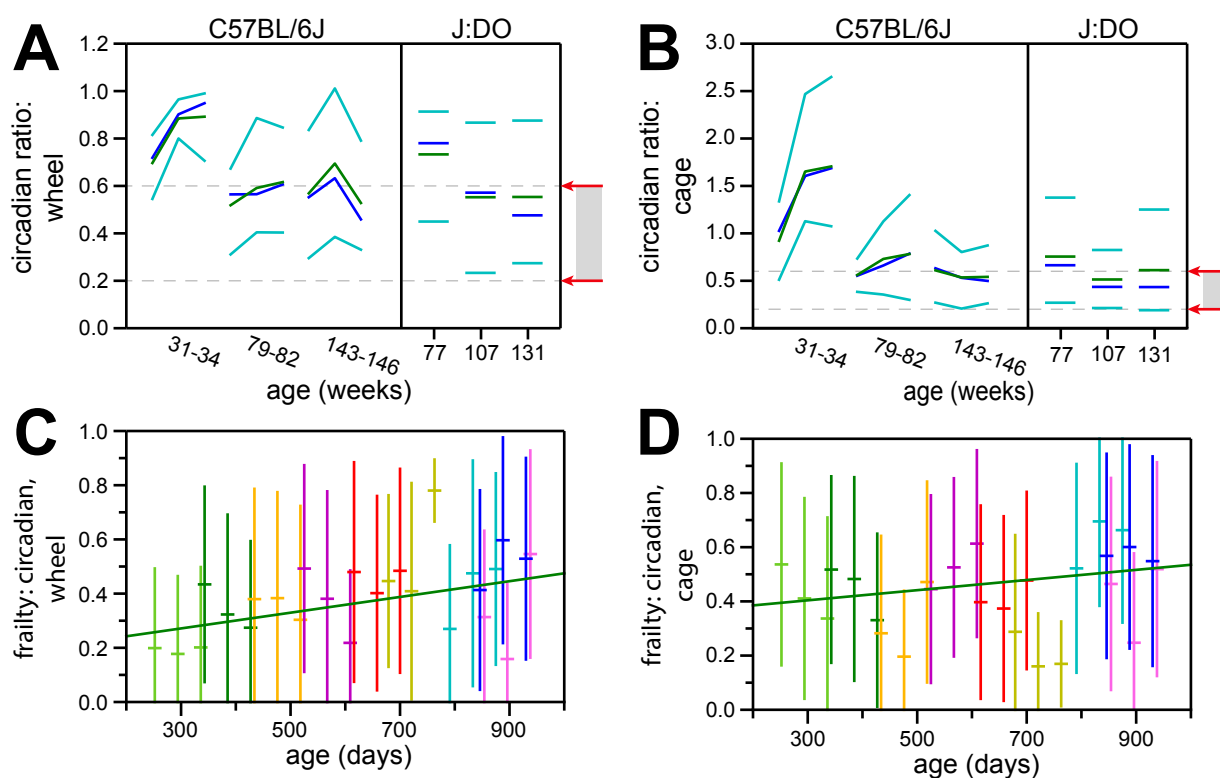 A
C57BL/6J
J:DO
circadian ratio:
wheel
1.2
1.0
0.8
0.6
0.4
0.2
0.0
31-34
79-82
143-146
77
107
131
age (weeks)
B
C57BL/6J
J:DO
circadian ratio:
cage
3.0
2.5
2.0
1.5
1.0
0.5
0.0
31-34
79-82
143-146
77
107
131
age (weeks)
C
frailty: circadian,
wheel
1.0
0.8
0.6
0.4
0.2
0.0
300
500
700
900
age (days)
D
frailty: circadian,
cage
1.0
0.8
0.6
0.4
0.2
0.0
300
500
700
900
age (days)